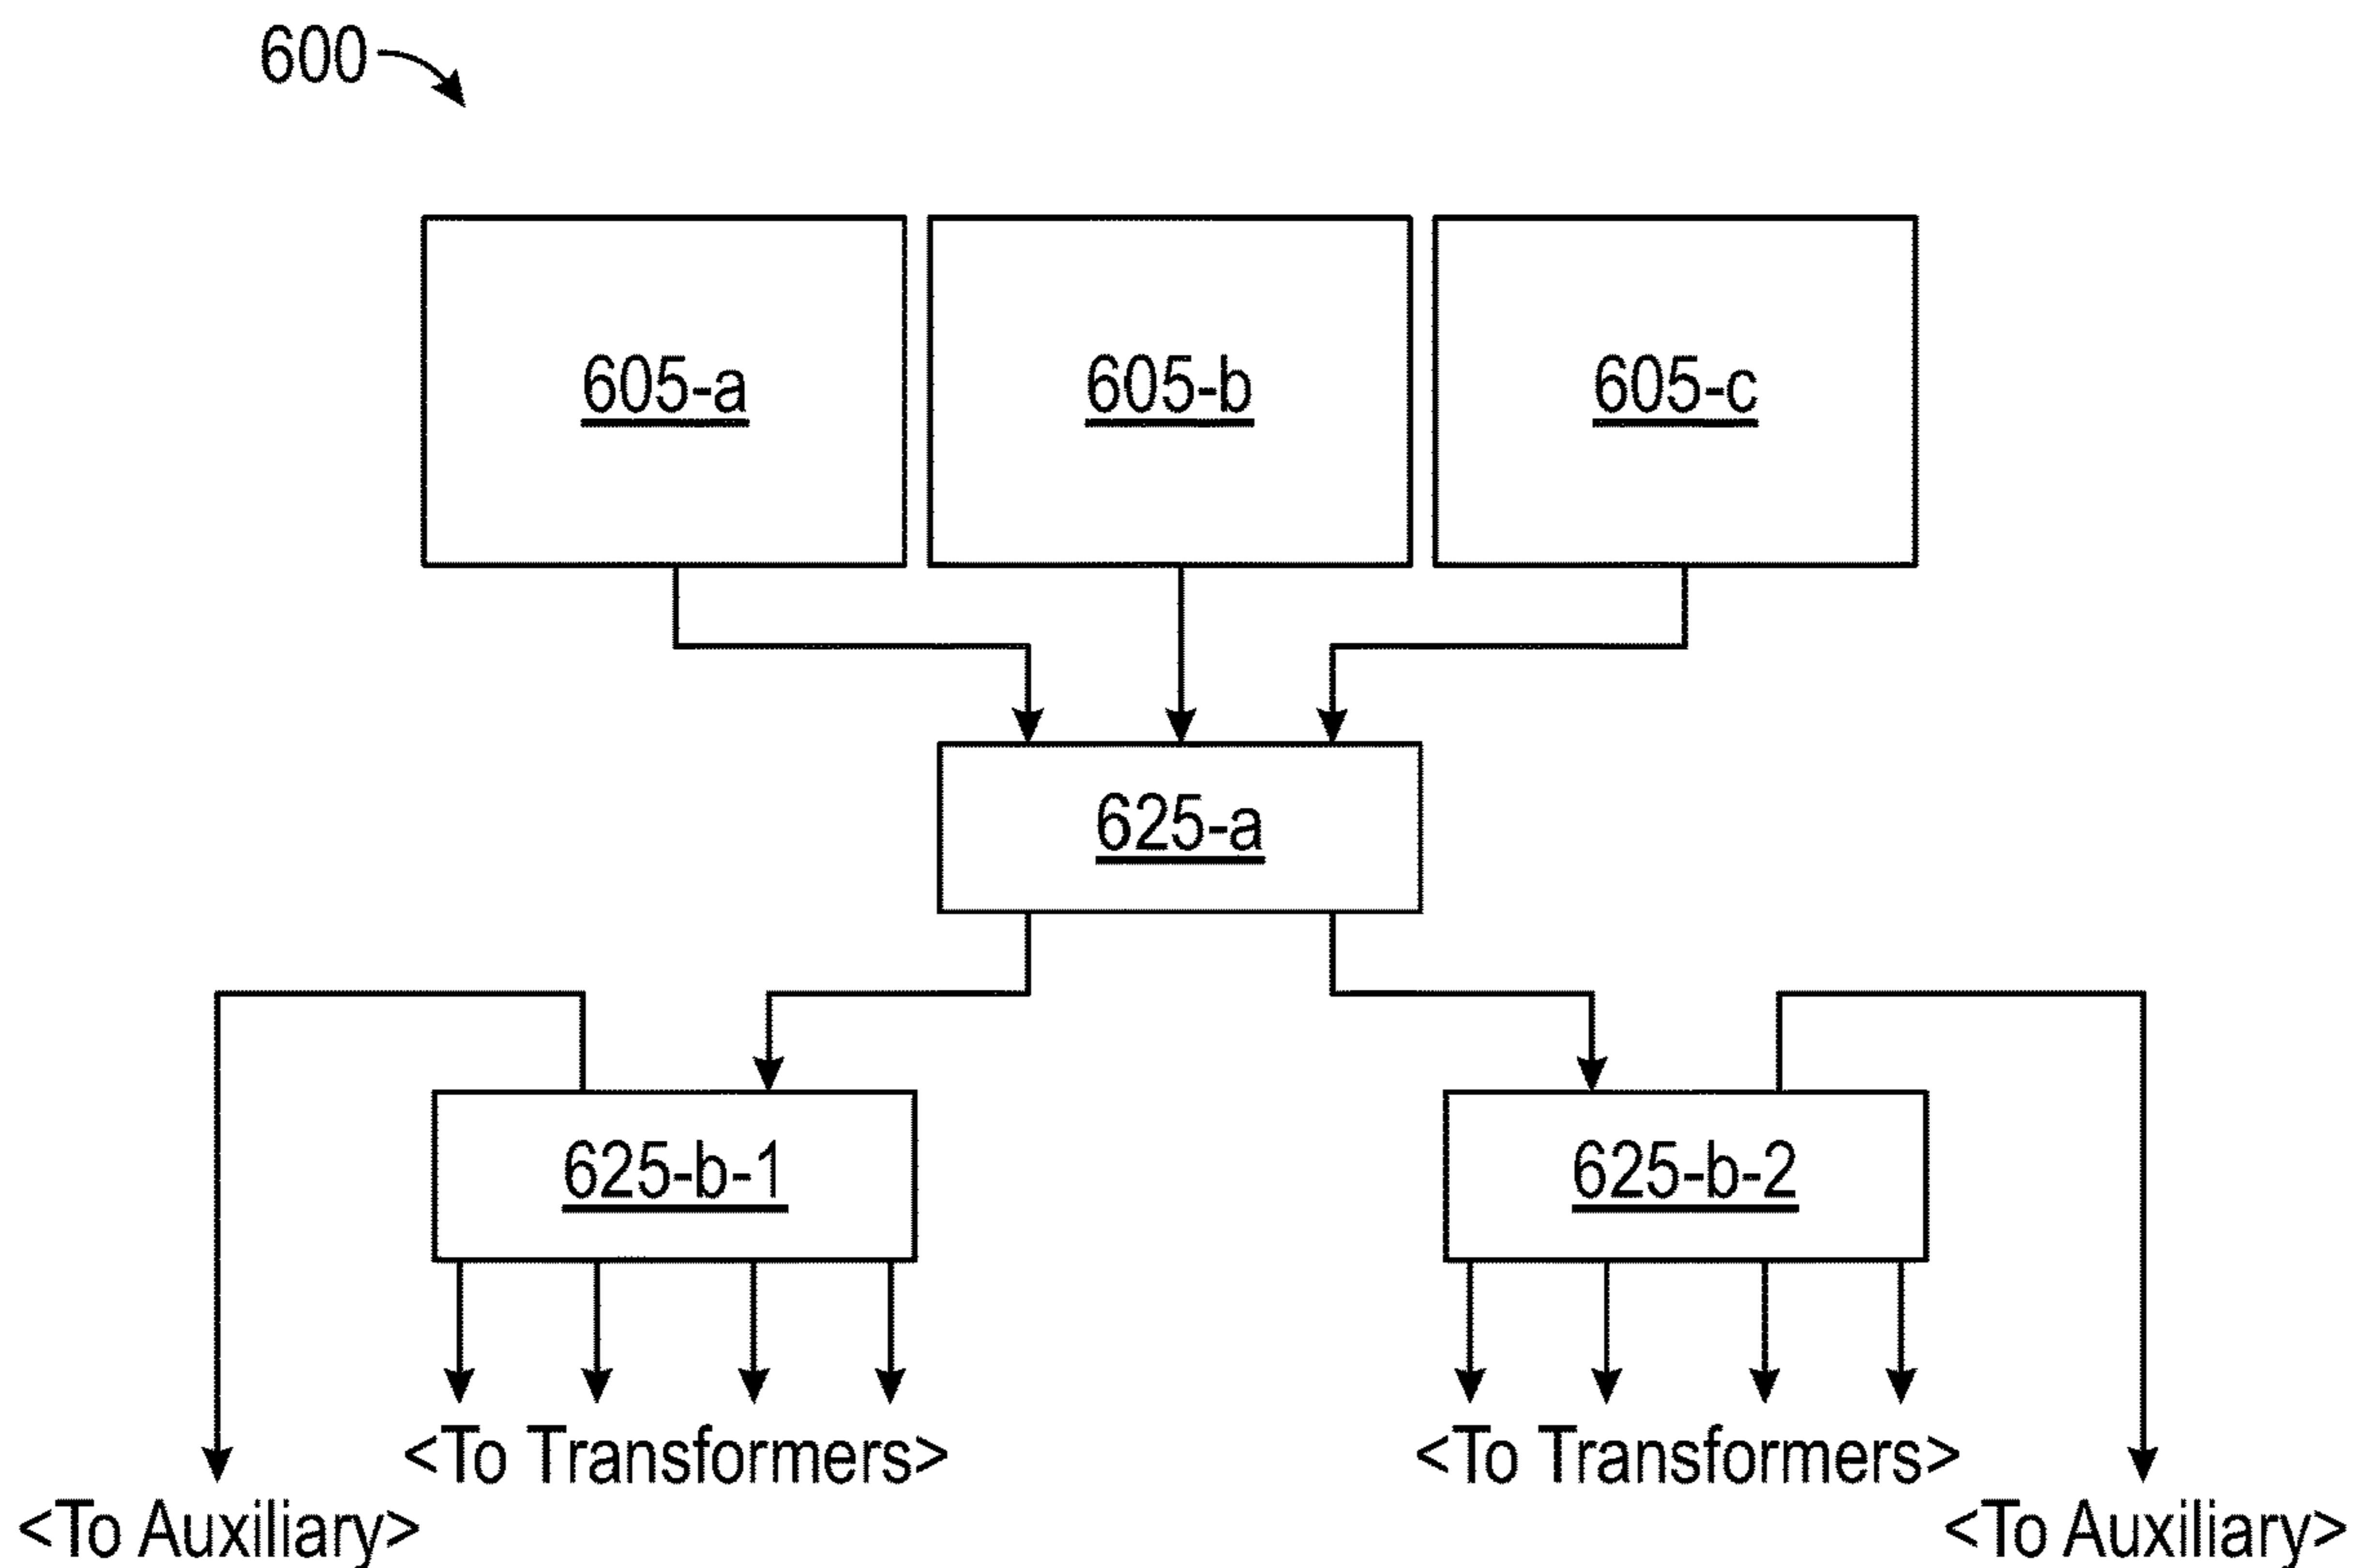 600
605-a
605-b
605-c
625-a
625-b-1
625-b-2
<To Transformers>
<To Transformers>
<To Auxiliary>
<To Auxiliary>